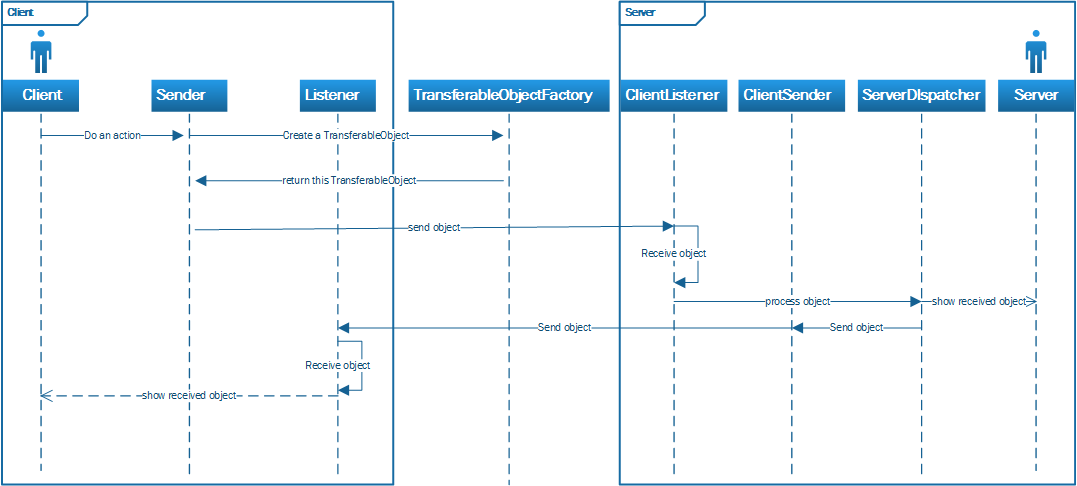 Client
Server
Client
Sender
Listener
TransferableObjectFactory
ClientListener
ClientSender
ServerDIspatcher
Server
Do an action
Create a TransferableObject
return this TransferableObject
send object
Receive object
process object
show received object
Send object
Send object
Receive object
show received object